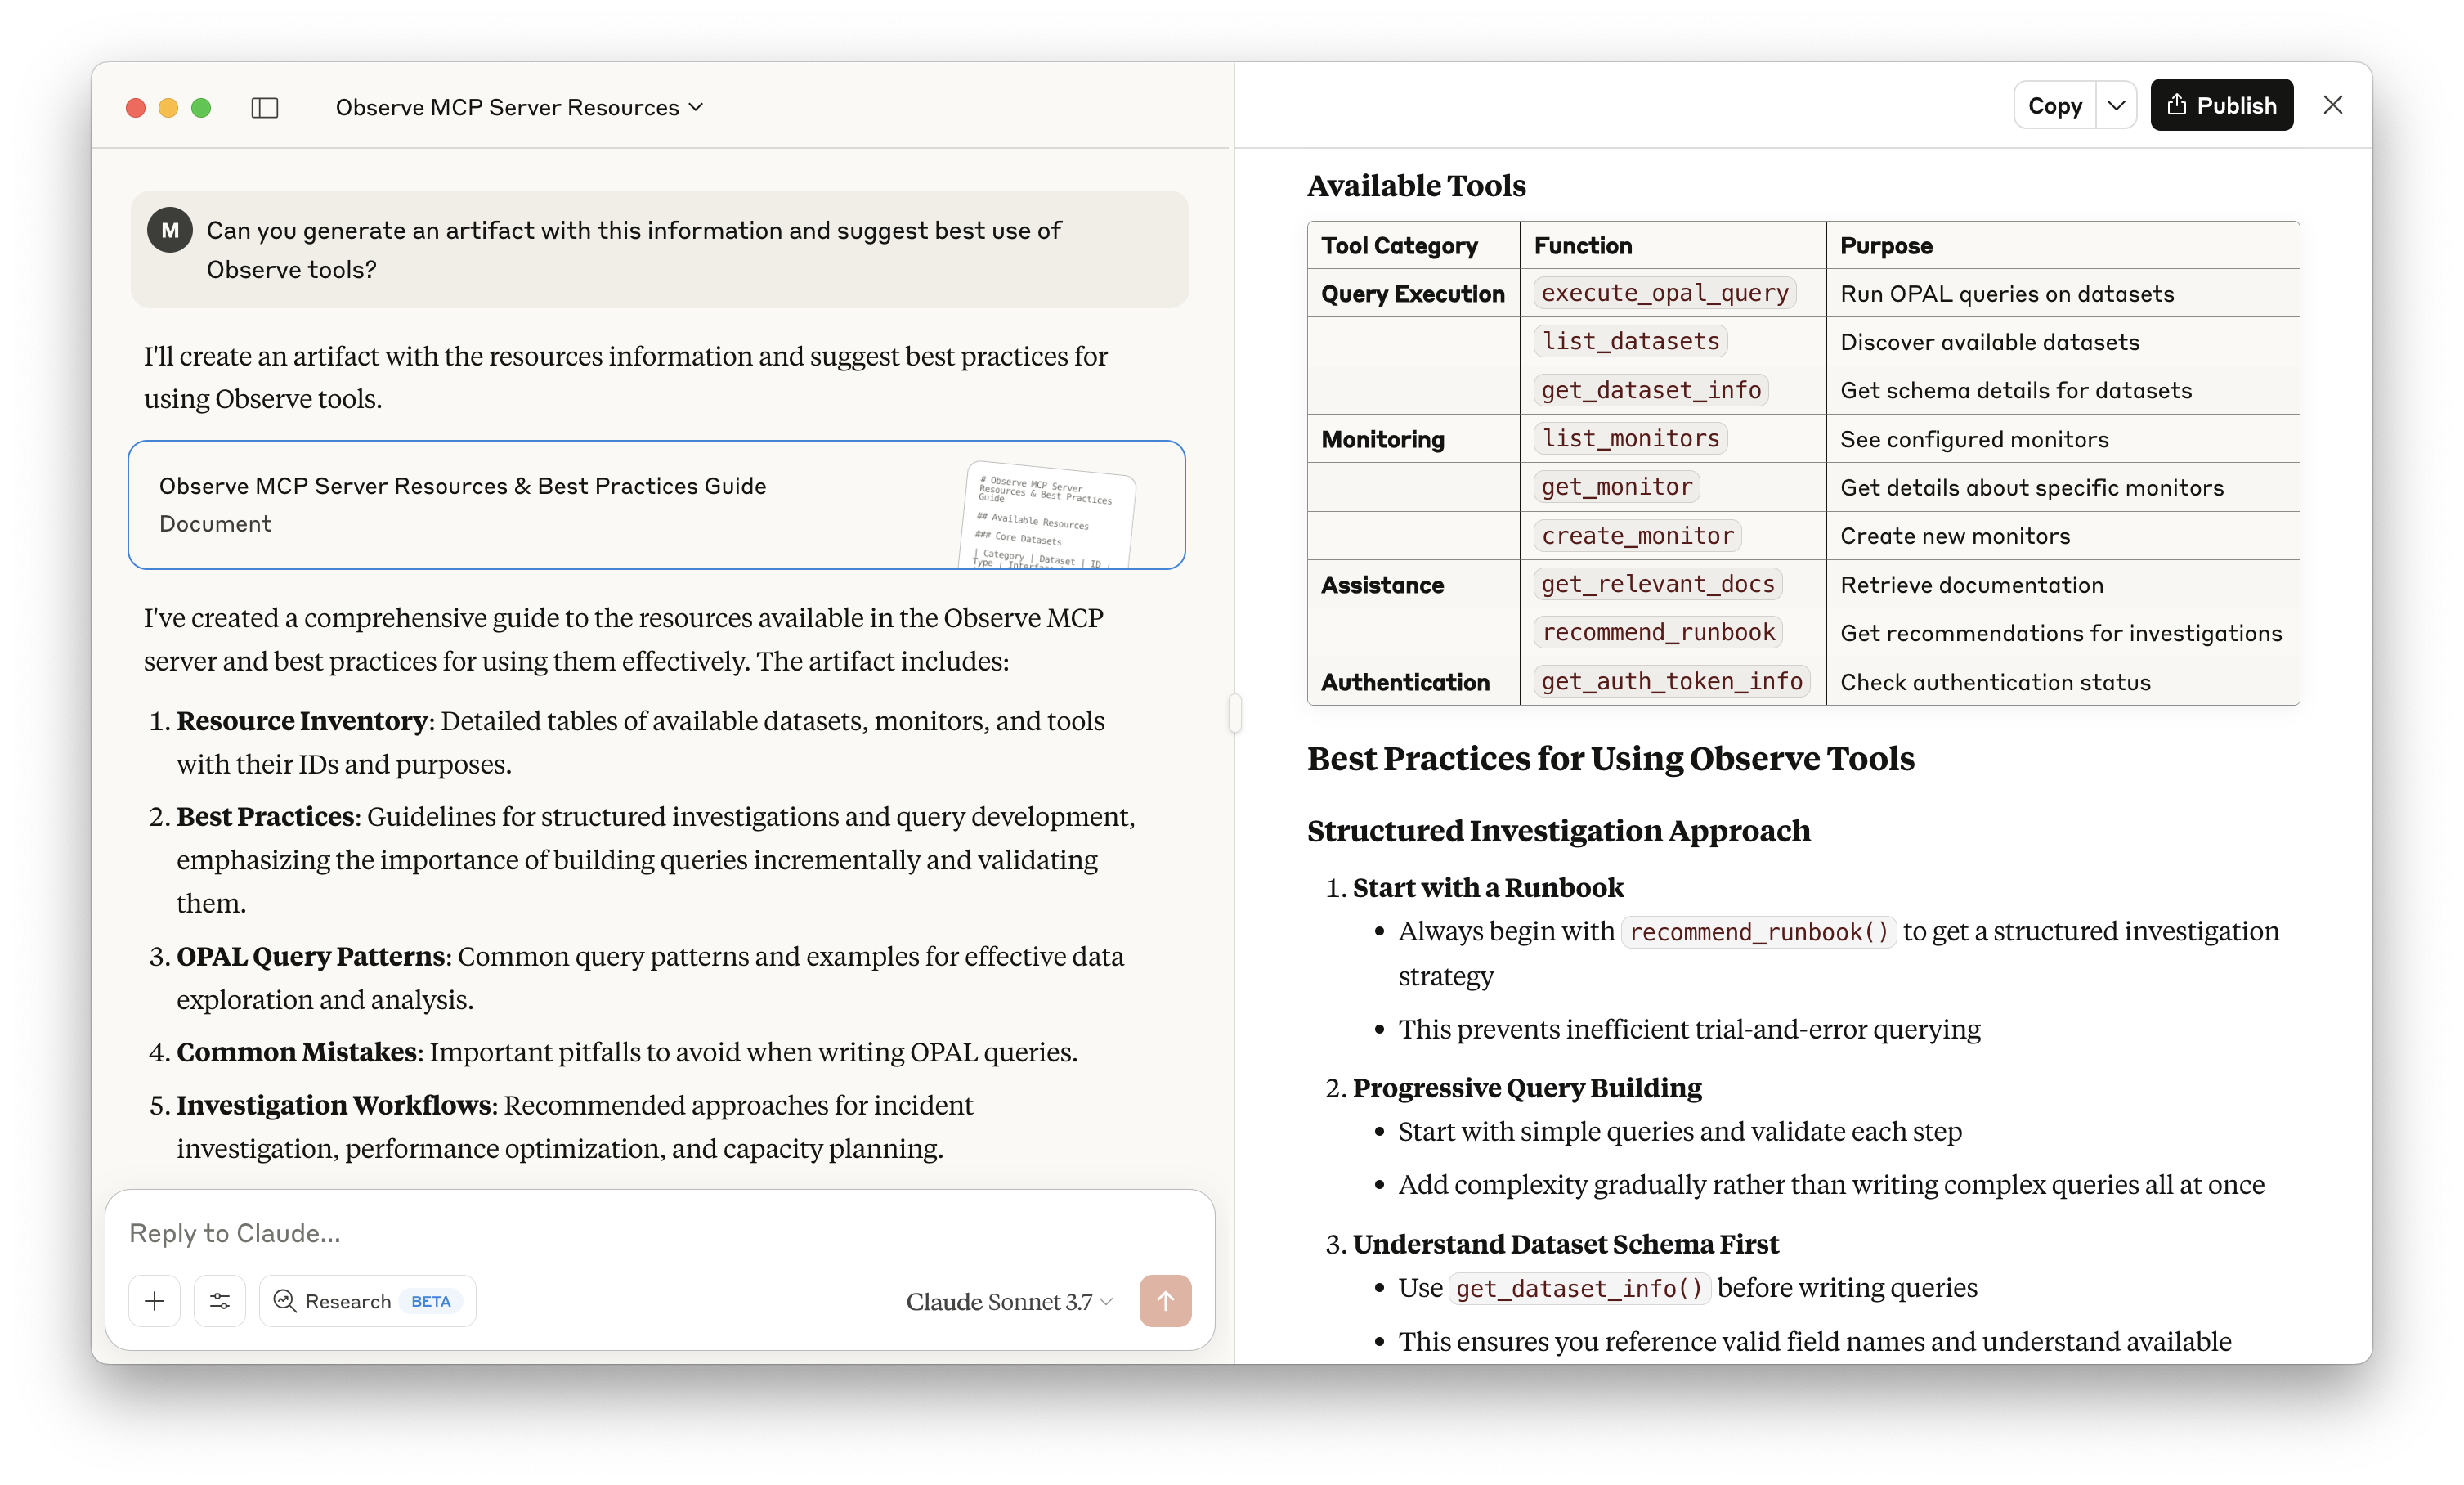 Observe MCP Server Resources
M
Can you generate an artifact with this information and suggest best use of
Observe tools?
I'll create an artifact with the resources information and suggest best practices for
using Observe tools.
Observe MCP Server Resources & Best Practices Guide
Document
# Observe MCP Server
Resources & Best Practices
Guide
## Available Resources
### Core Datasets
| Category | Dataset | ID |
Type | Interface
I've created a comprehensive guide to the resources available in the Observe MCP
server and best practices for using them effectively. The artifact includes:
1. Resource Inventory: Detailed tables of available datasets, monitors, and tools
with their IDs and purposes.
2. Best Practices: Guidelines for structured investigations and query development,
emphasizing the importance of building queries incrementally and validating
them.
3. OPAL Query Patterns: Common query patterns and examples for effective data
exploration and analysis.
4. Common Mistakes: Important pitfalls to avoid when writing OPAL queries.
5. Investigation Workflows: Recommended approaches for incident
investigation, performance optimization, and capacity planning.
Reply to Claude...
Research BETA
Claude Sonnet 3.7
Copy
Publish
Available Tools
Tool Category Function Purpose
Query Execution execute_opal_query Run OPAL queries on datasets
list_datasets Discover available datasets
get_dataset_info Get schema details for datasets
Monitoring list_monitors See configured monitors
get_monitor Get details about specific monitors
create_monitor Create new monitors
Assistance get_relevant_docs Retrieve documentation
recommend_runbook Get recommendations for investigations
Authentication get_auth_token_info Check authentication status
Best Practices for Using Observe Tools
Structured Investigation Approach
1. Start with a Runbook
• Always begin with recommend_runbook() to get a structured investigation
strategy
• This prevents inefficient trial-and-error querying
2. Progressive Query Building
• Start with simple queries and validate each step
• Add complexity gradually rather than writing complex queries all at once
3. Understand Dataset Schema First
• Use get_dataset_info() before writing queries
• This ensures you reference valid field names and understand available